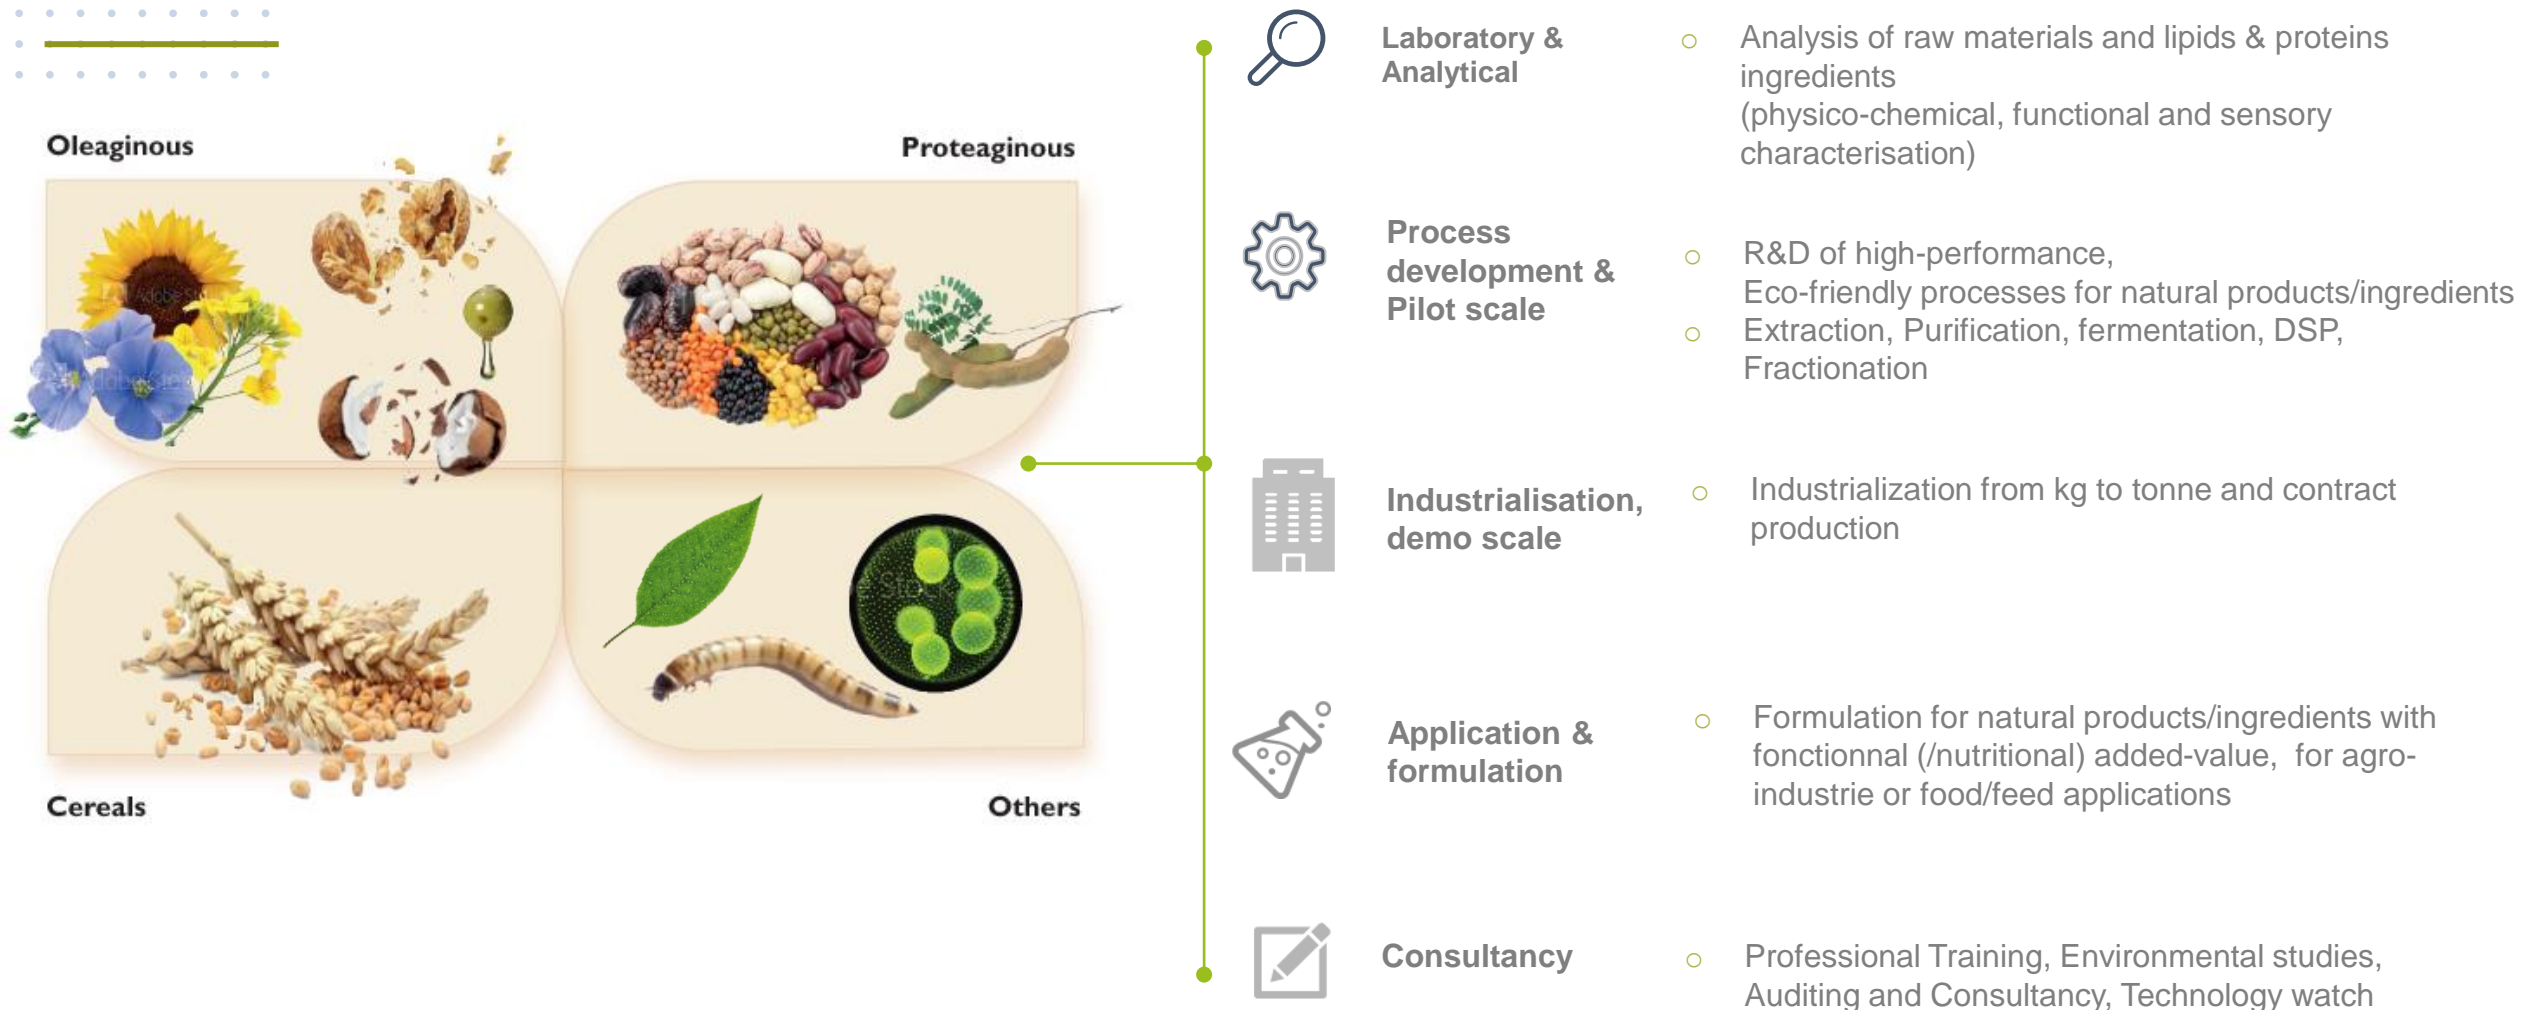 Oleaginous
Proteaginous
Cereals
Others
Laboratory &
Analytical
Analysis of raw materials and lipids & proteins
ingredients
(physico-chemical, functional and sensory
characterisation)
Process
development &
Pilot scale
R&D of high-performance,
Eco-friendly processes for natural products/ingredients
Extraction, Purification, fermentation, DSP,
Fractionation
Industrialisation,
demo scale
Industrialization from kg to tonne and contract
production
Application &
formulation
Formulation for natural products/ingredients with
fonctionnal (/nutritional) added-value,  for agro-
industrie or food/feed applications
Consultancy
Professional Training, Environmental studies,
Auditing and Consultancy, Technology watch